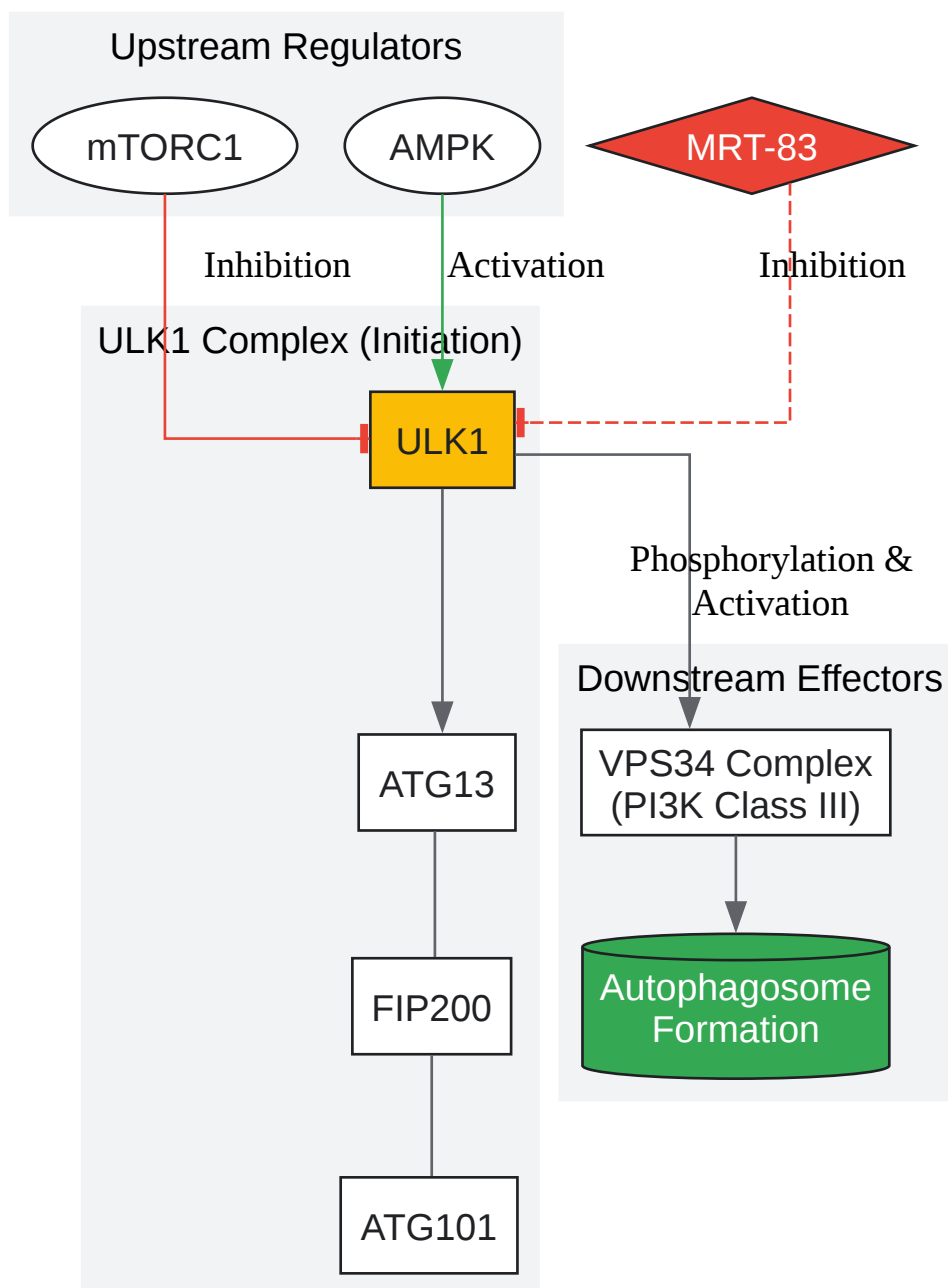 Upstream Regulators
mTORC1
AMPK
MRT-83
Inhibition
Activation
Inhibition
ULK1 Complex (Initiation)
ULK1
Phosphorylation &
Activation
Downstream Effectors
VPS34 Complex
(PI3K Class III)
ATG13
FIP200
Autophagosome
Formation
ATG101